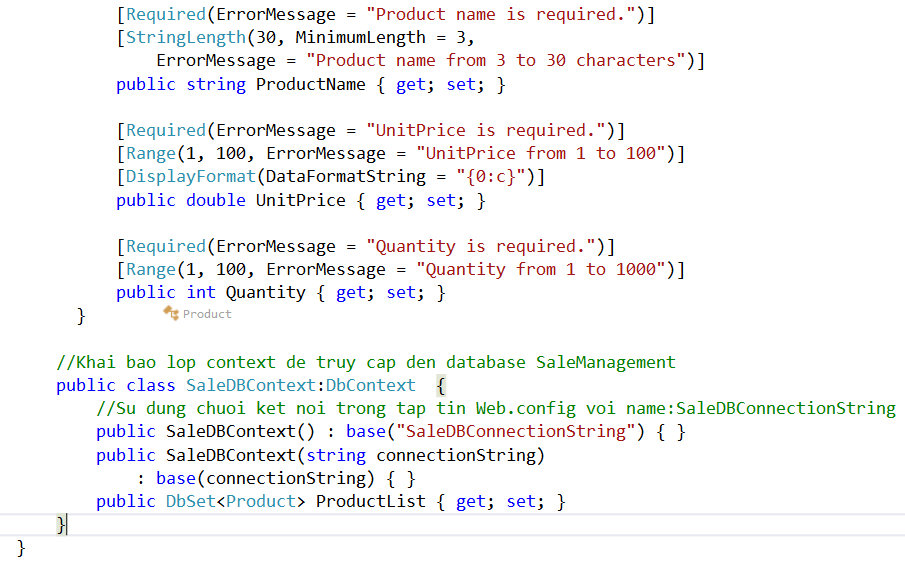 [Required(ErrorMessage = "Product name is required.")]
[StringLength(30, MinimumLength = 3,
ErrorMessage = "Product name from 3 to 30 characters")]
public string ProductName { get; set; }
[Required(ErrorMessage = "UnitPrice is required.")]
[Range(1, 100, ErrorMessage = "UnitPrice from 1 to 100")]
[DisplayFormat(DataFormatString = "{0:c}")]
public double UnitPrice { get; set; }
[Required(ErrorMessage = "Quantity is required.")]
[Range(1, 100, ErrorMessage = "Quantity from 1 to 1000")]
public int Quantity { get; set; }
} Product
//Khai bao lop context de truy cap den database SaleManagement
public class SaleDBContext:DbContext {
//Su dung chuoi ket noi trong tap tin Web.config voi name:SaleDBConnectionString
public SaleDBContext() : base("SaleDBConnectionString") { }
public SaleDBContext(string connectionString)
: base(connectionString) { }
public DbSet<Product> ProductList { get; set; }
}
}